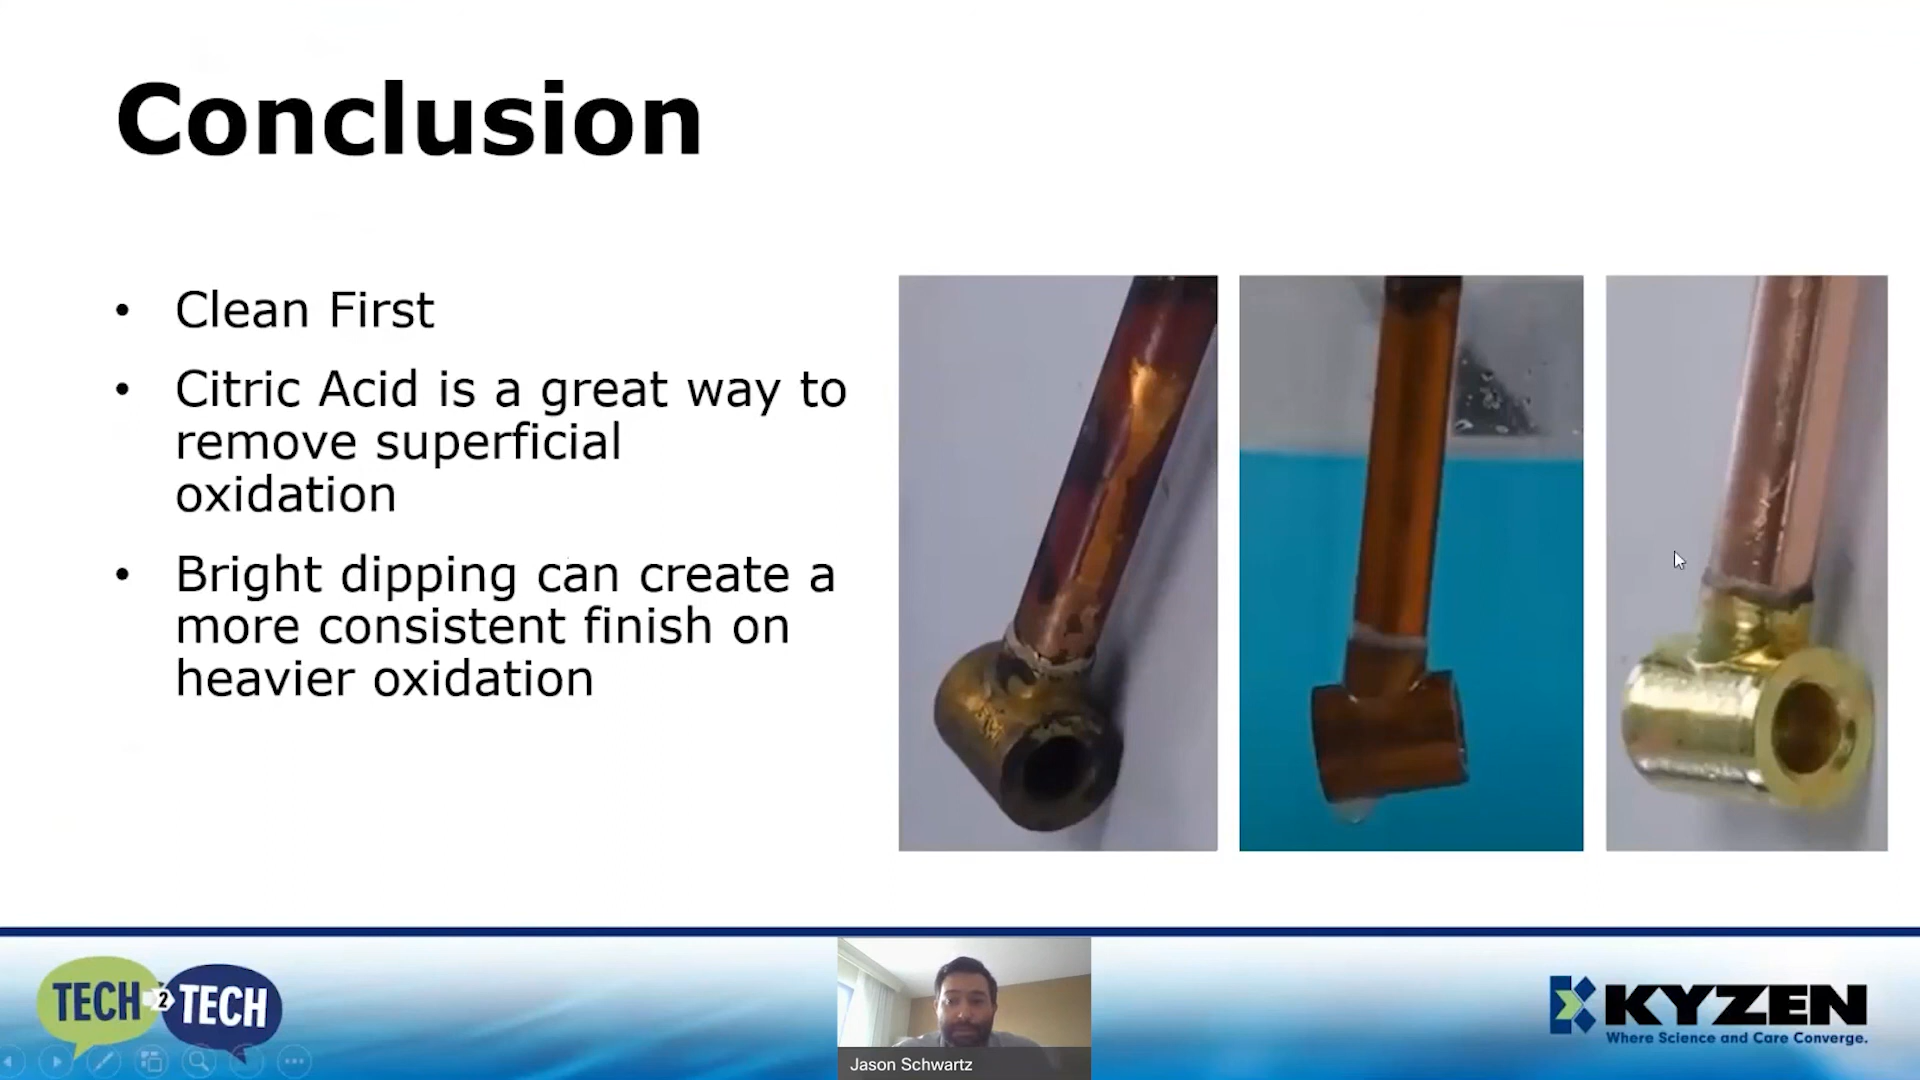 Conclusion
• Clean First
• Citric Acid is a great way to
remove superficial
oxidation
• Bright dipping can create a
more consistent finish on
heavier oxidation
TECH 2 TECH
Jason Schwartz
KYZEN
Where Science and Care Converge.